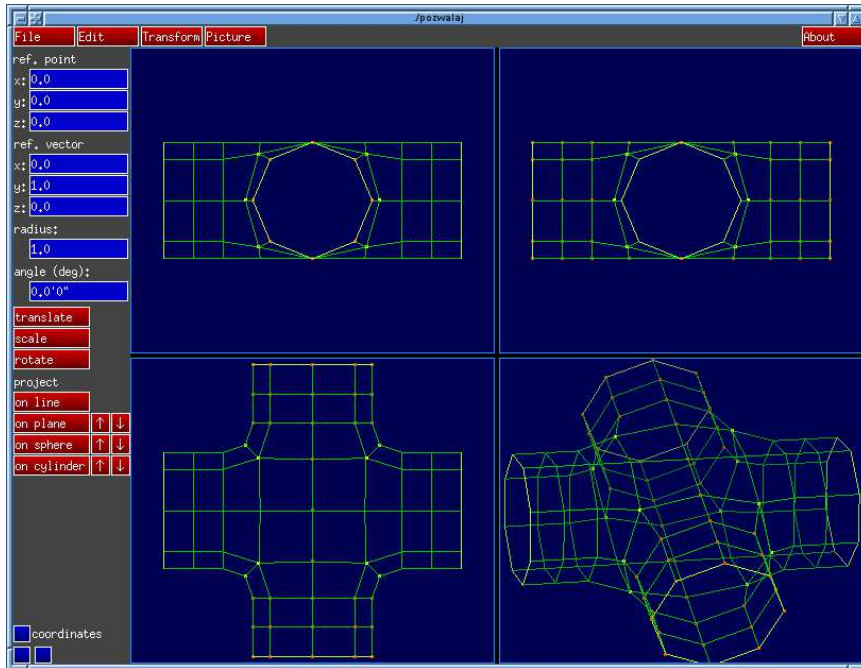 ./pozwalaj
File Edit Transform Picture About
ref. point
x: 0.0
y: 0.0
z: 0.0
ref. vector
x: 0.0
y: 1.0
z: 0.0
radius:
1.0
angle (deg):
0.0'0"
translate
scale
rotate
project
on line
on plane ↑ ↓
on sphere ↑ ↓
on cylinder ↑ ↓
coordinates